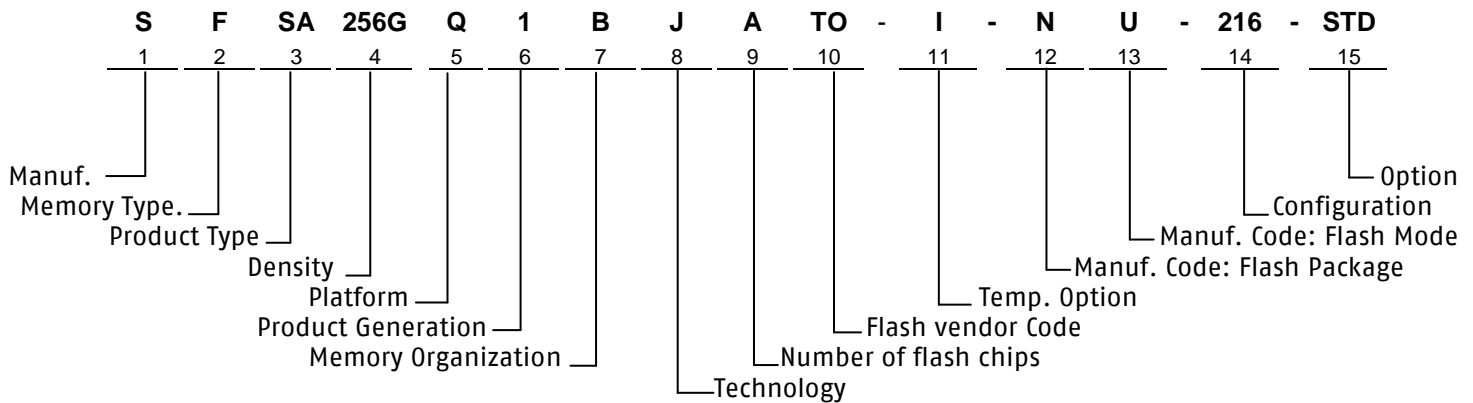 S F SA 256G Q 1 B J A TO - I - N U - 216 - STD
1 2 3 4 5 6 7 8 9 10 11 12 13 14 15
Manuf. Option
Memory Type. Configuration
Product Type Manuf. Code: Flash Mode
Density Manuf. Code: Flash Package
Platform Temp. Option
Product Generation Flash vendor Code
Memory Organization Number of flash chips
Technology